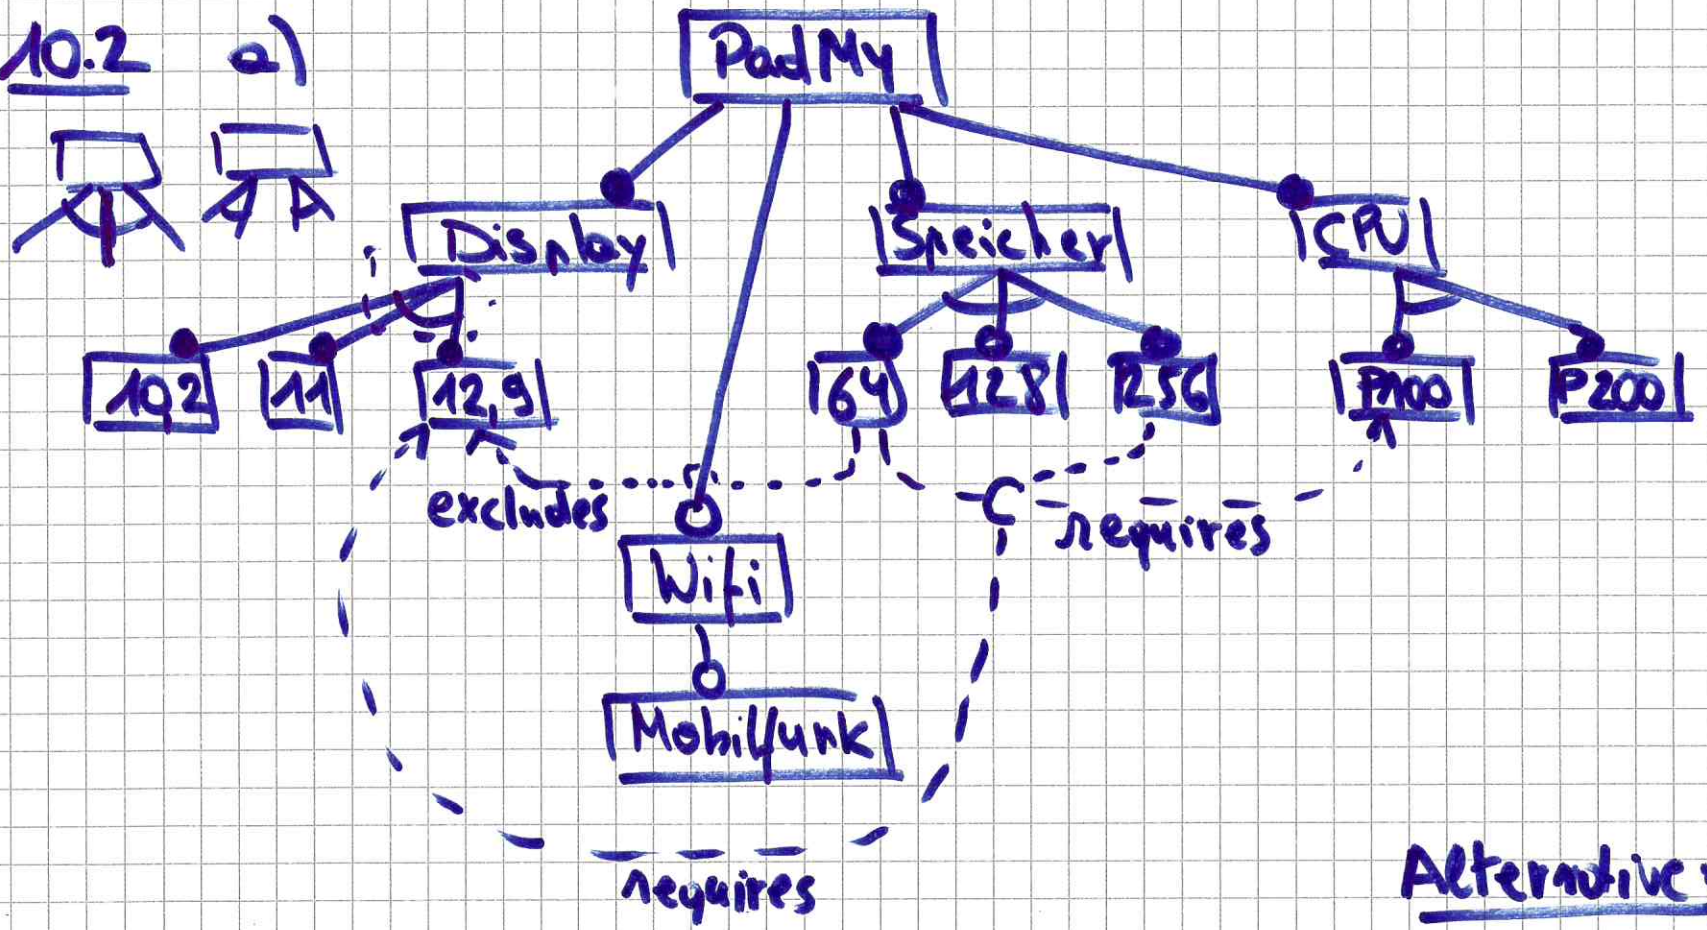 10.2 a)
PadMy
Display
Speicher
CPU
10,2
11
12,9
64
128
256
P100
P200
excludes
requires
Wifi
Mobilfunk
requires
Alternative: